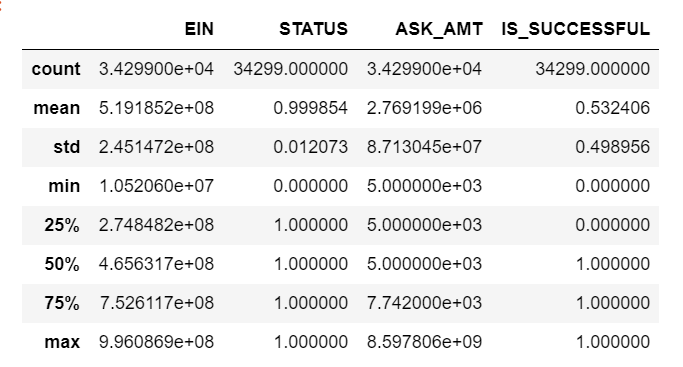 EIN STATUS ASK_AMT IS_SUCCESSFUL
count 3.429900e+04 34299.000000 3.429900e+04 34299.000000
mean 5.191852e+08 0.999854 2.769199e+06 0.532406
std 2.451472e+08 0.012073 8.713045e+07 0.498956
min 1.052060e+07 0.000000 5.000000e+03 0.000000
25% 2.748482e+08 1.000000 5.000000e+03 0.000000
50% 4.656317e+08 1.000000 5.000000e+03 1.000000
75% 7.526117e+08 1.000000 7.742000e+03 1.000000
max 9.960869e+08 1.000000 8.597806e+09 1.000000